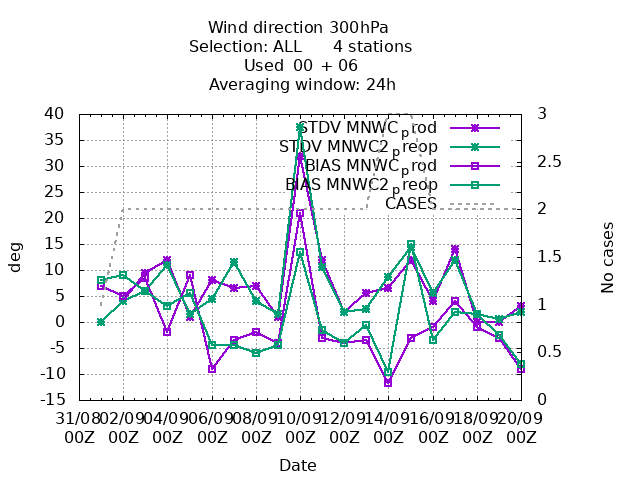 Wind direction 300hPa
Selection: ALL      4 stations
Used  00 + 06
Averaging window: 24h
40
35
30
25
20
15
10
5
0
-5
-10
-15
deg
STDV MNWC_prod
STDV MNWC2_preop
BIAS MNWC_prod
BIAS MNWC2_preop
CASES
3
2.5
2
1.5
1
0.5
0
No cases
31/08 02/09 04/09 06/09 08/09 10/09 12/09 14/09 16/09 18/09 20/09
00Z 00Z 00Z 00Z 00Z 00Z 00Z 00Z 00Z 00Z 00Z
Date